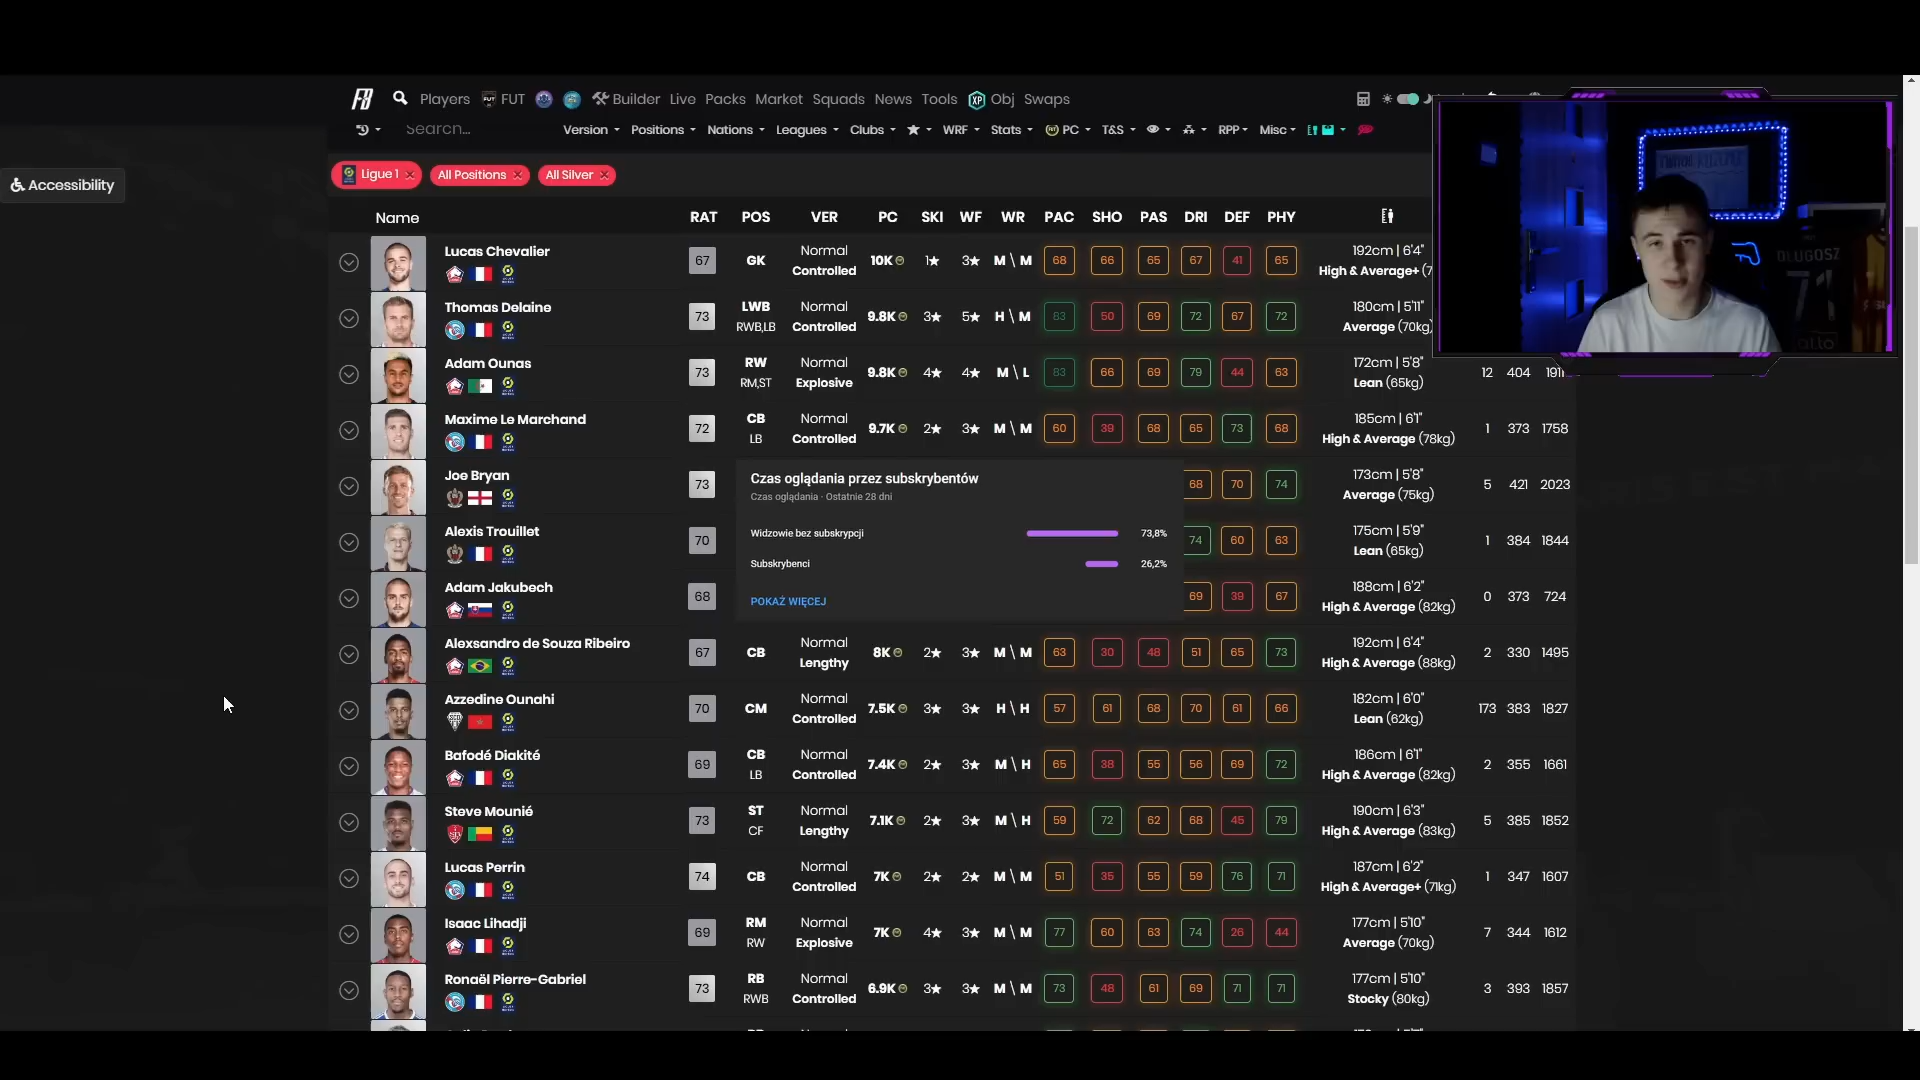 FB Players FUT Builder Live Packs Market Squads News Tools XP Obj Swaps
Search... Version Positions Nations Leagues Clubs WRF Stats PC T&S RPP Misc
Ligue 1 × All Positions × All Silver ×
Accessibility
Name RAT POS VER PC SKI WF WR PAC SHO PAS DRI DEF PHY
Lucas Chevalier 67 GK Normal 10K 1★ 3★ M \ M 68 66 65 67 41 65 192cm | 6'4"
Controlled High & Average+
Thomas Delaine 73 LWB Normal 9.8K 3★ 5★ H \ M 83 50 69 72 67 72 180cm | 5'11"
RWB,LB Controlled Average (70kg)
Adam Ounas 73 RW Normal 9.8K 4★ 4★ M \ L 83 66 69 79 44 63 172cm | 5'8" 12 404
RM,ST Explosive Lean (65kg)
Maxime Le Marchand 72 CB Normal 9.7K 2★ 3★ M \ M 60 39 68 65 73 68 185cm | 6'1" 1 373 1758
LB Controlled High & Average (78kg)
Joe Bryan 73 68 70 74 173cm | 5'8" 5 421 2023
Average (75kg)
Alexis Trouillet 70 74 60 63 175cm | 5'9" 1 384 1844
Lean (65kg)
Adam Jakubech 68 69 39 67 188cm | 6'2" 0 373 724
High & Average (82kg)
Czas oglądania przez subskrybentów
Czas oglądania · Ostatnie 28 dni
Widzowie bez subskrypcji 73,8%
Subskrybenci 26,2%
POKAŻ WIĘCEJ
Alexsandro de Souza Ribeiro 67 CB Normal 8K 2★ 3★ M \ M 63 30 48 51 65 73 192cm | 6'4" 2 330 1495
Lengthy High & Average (88kg)
Azzedine Ounahi 70 CM Normal 7.5K 3★ 3★ H \ H 57 61 68 70 61 66 182cm | 6'0" 173 383 1827
Controlled Lean (62kg)
Bafodé Diakité 69 CB Normal 7.4K 2★ 3★ M \ H 65 38 55 56 69 72 186cm | 6'1" 2 355 1661
LB Controlled High & Average (82kg)
Steve Mounié 73 ST Normal 7.1K 2★ 3★ M \ H 59 72 62 68 45 79 190cm | 6'3" 5 385 1852
CF Lengthy High & Average (83kg)
Lucas Perrin 74 CB Normal 7K 2★ 2★ M \ M 51 35 55 59 76 71 187cm | 6'2" 1 347 1607
Controlled High & Average+ (71kg)
Isaac Lihadji 69 RM Normal 7K 4★ 3★ M \ M 77 60 63 74 26 44 177cm | 5'10" 7 344 1612
RW Explosive Average (70kg)
Ronaël Pierre-Gabriel 73 RB Normal 6.9K 3★ 3★ M \ M 73 48 61 69 71 71 177cm | 5'10" 3 393 1857
RWB Controlled Stocky (80kg)
DŁUGOSZ
71